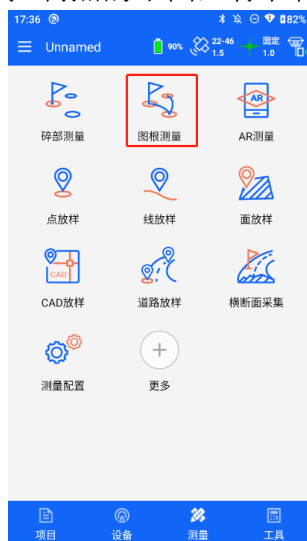 17:36 82%
Unnamed 90% 22-46 固定
1.5 1.0
碎部测量 图根测量 AR测量
AR
点放样 线放样 面放样
CAD
CAD放样 道路放样 横断面采集
测量配置 更多
项目 设备 测量 工具